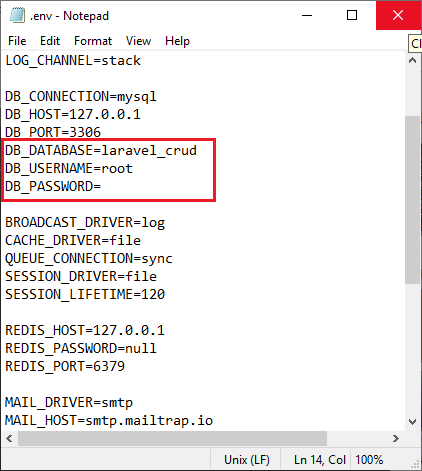 .env - Notepad
File Edit Format View Help
Cl
LOG_CHANNEL=stack
DB_CONNECTION=mysql
DB_HOST=127.0.0.1
DB_PORT=3306
DB_DATABASE=laravel_crud
DB_USERNAME=root
DB_PASSWORD=
BROADCAST_DRIVER=log
CACHE_DRIVER=file
QUEUE_CONNECTION=sync
SESSION_DRIVER=file
SESSION_LIFETIME=120
REDIS_HOST=127.0.0.1
REDIS_PASSWORD=null
REDIS_PORT=6379
MAIL_DRIVER=smtp
MAIL_HOST=smtp.mailtrap.io
Unix (LF) Ln 14, Col 100%